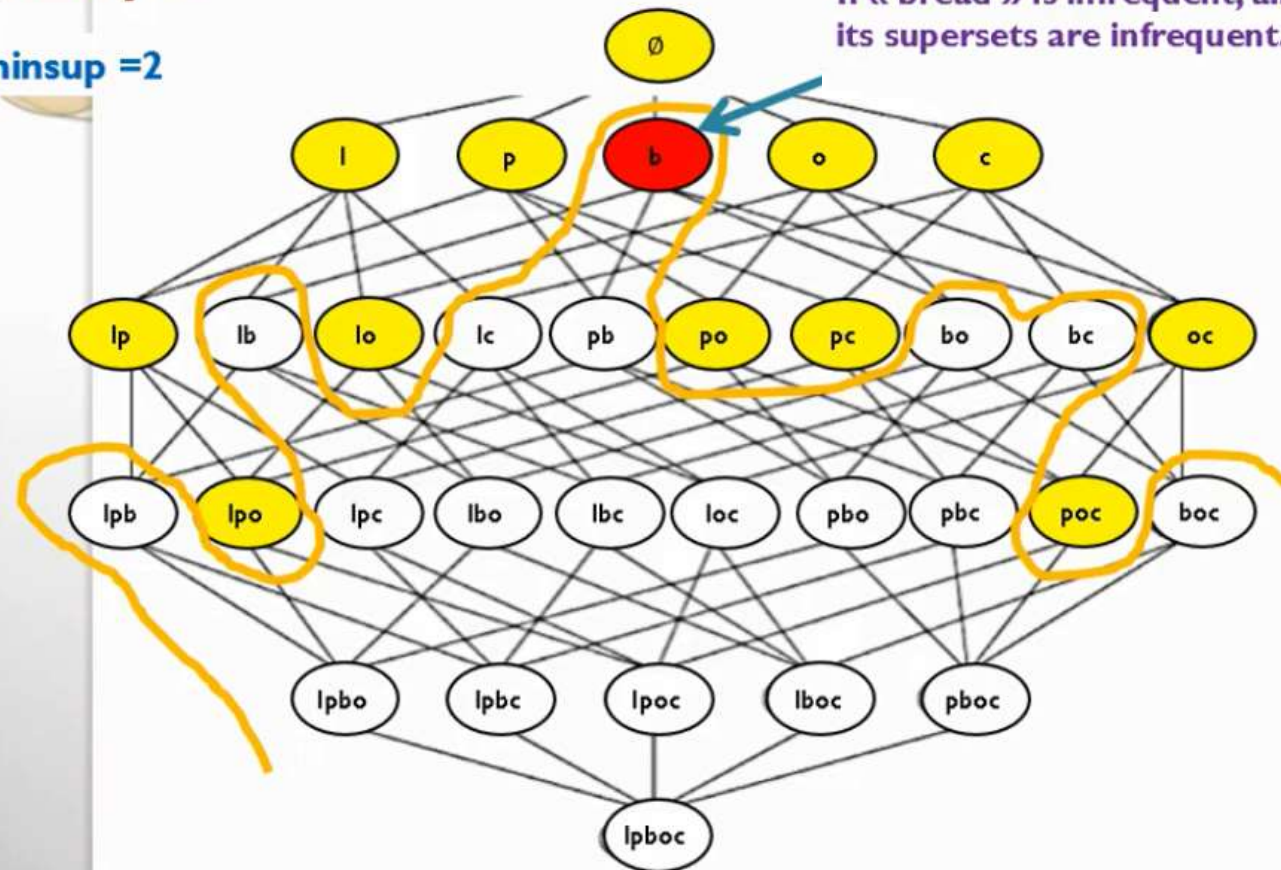 its supersets are infrequent.
minsup =2
Ø
l p b o c
lp lb lo lc pb po pc bo bc oc
lpb lpo lpc lbo lbc loc pbo pbc poc boc
lpbo lpbc lpoc lboc pboc
lpboc